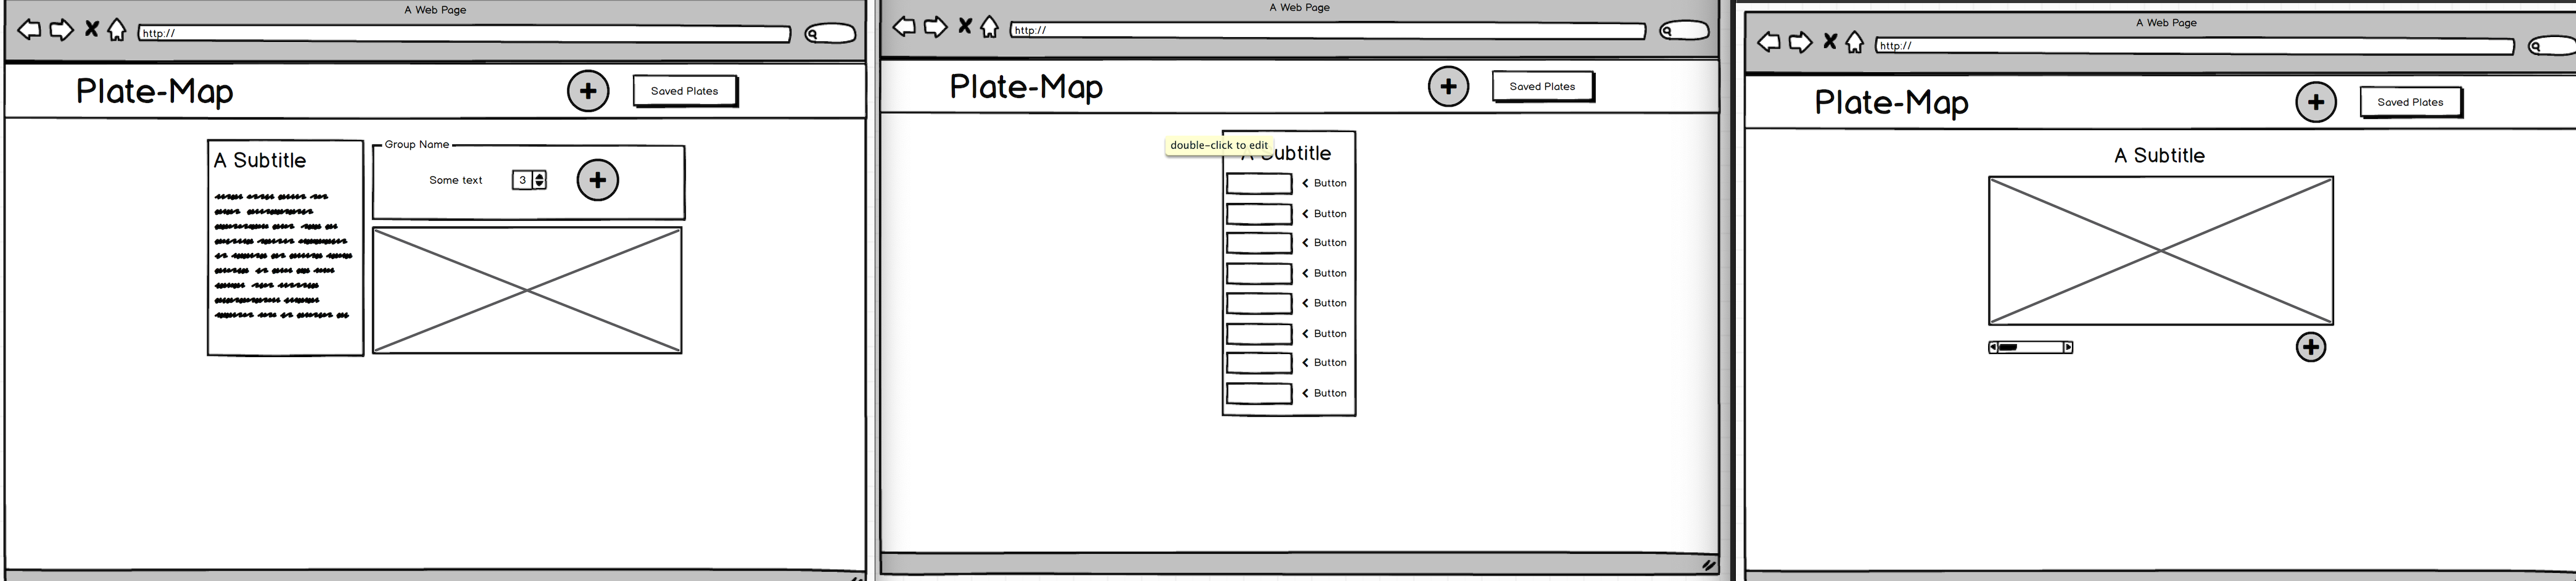 A Web Page
http://
Plate-Map
Saved Plates
A Subtitle
Group Name
Some text
3
A Web Page
http://
Plate-Map
Saved Plates
double-click to edit
A Subtitle
Button
Button
Button
Button
Button
Button
Button
Button
A Web Page
http://
Plate-Map
Saved Plates
A Subtitle